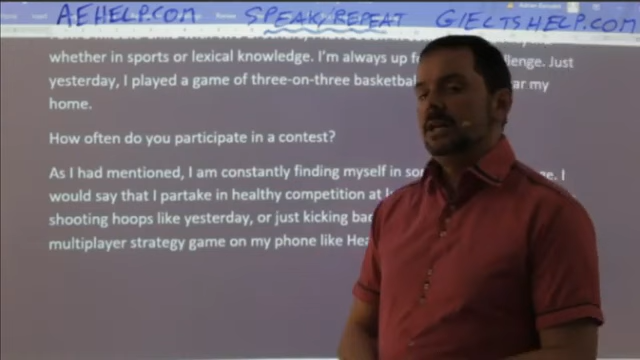 AEHELP.COM SPEAK/REPEAT GIELTSHELP.COM
whether in sports or lexical knowledge. I'm always up f
yesterday, I played a game of three-on-three basketbal ar my
home.
How often do you participate in a contest?
As I had mentioned, I am constantly finding myself in so
would say that I partake in healthy competition at
shooting hoops like yesterday, or just kicking bac
multiplayer strategy game on my phone like Hea